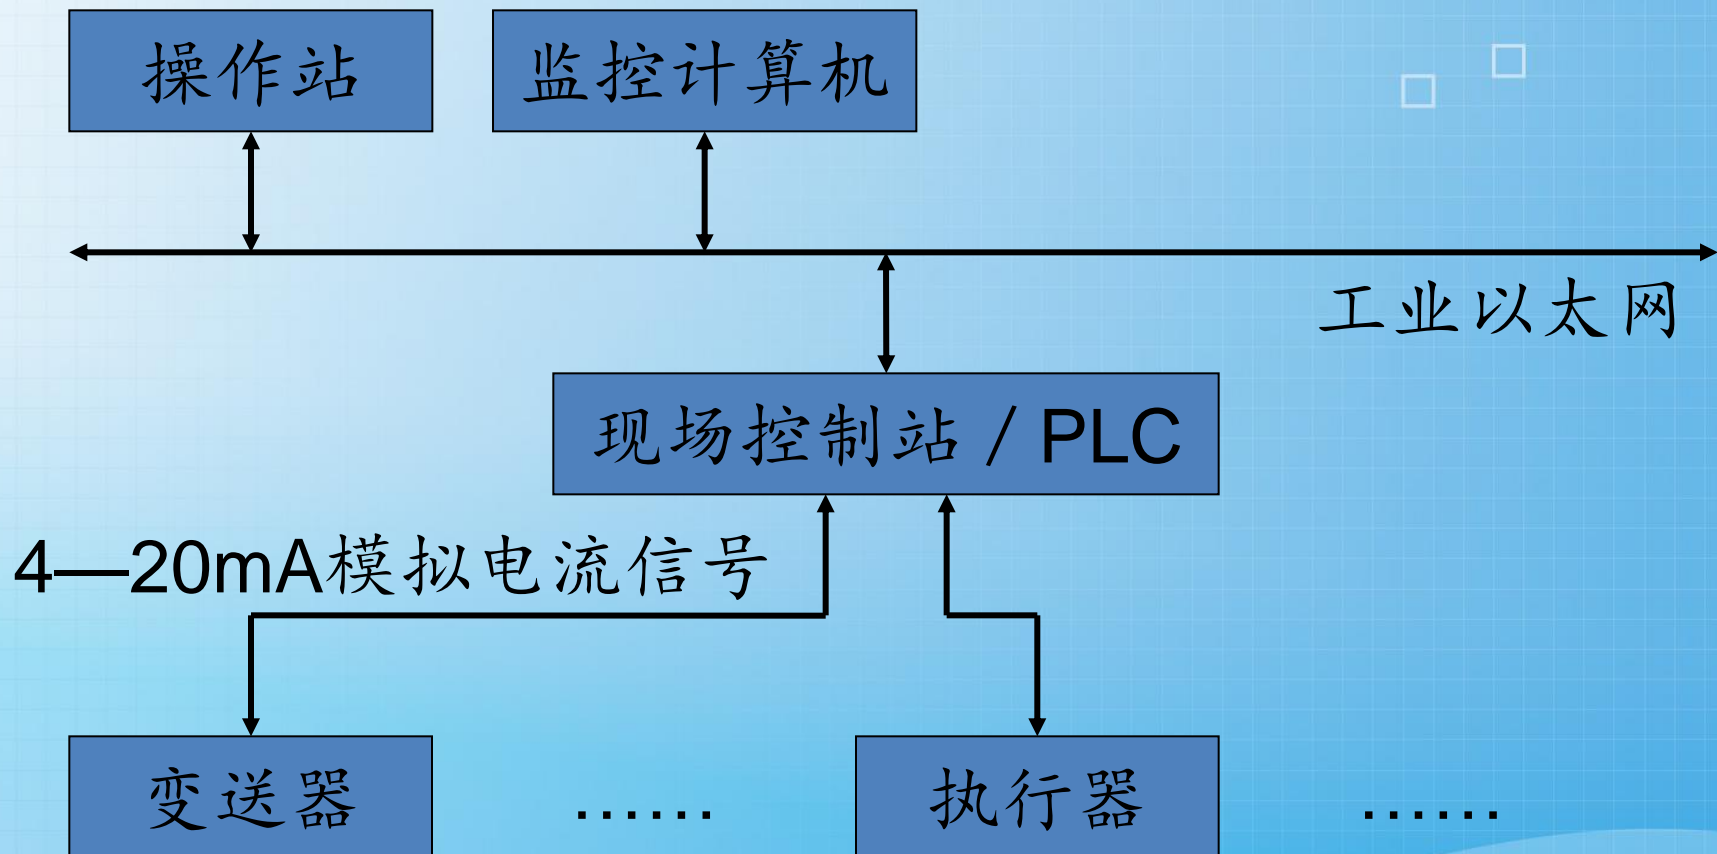 操作站
监控计算机
工业以太网
现场控制站／PLC
4—20mA模拟电流信号
变送器
……
执行器
……